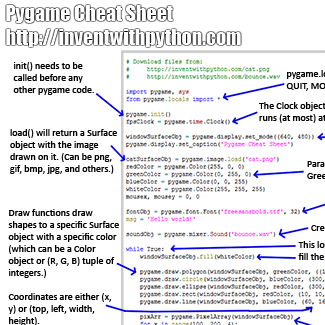 Pygame Cheat Sheet
http://inventwithpython.com
# Download files from:
#     http://inventwithpython.com/cat.png
#     http://inventwithpython.com/bounce.wav
import pygame, sys
from pygame.locals import *
pygame.init()
fpsClock = pygame.time.Clock()
windowSurfaceObj = pygame.display.set_mode((640, 480))
pygame.display.set_caption("Pygame Cheat Sheet")
catSurfaceObj = pygame.image.load("cat.png")
redColor = pygame.Color(255, 0, 0)
greenColor = pygame.Color(0, 255, 0)
blueColor = pygame.Color(0, 0, 255)
whiteColor = pygame.Color(255, 255, 255)
mousex, mousey = 0, 0
fontObj = pygame.font.Font("freesansbold.ttf", 32)
msg = "Hello world!"
soundObj = pygame.mixer.Sound("bounce.wav")
while True:
windowSurfaceObj.fill(whiteColor)
pygame.draw.polygon(windowSurfaceObj, greenColor, ((1
pygame.draw.circle(windowSurfaceObj, blueColor, (300,
pygame.draw.ellipse(windowSurfaceObj, redColor, (300,
pygame.draw.rect(windowSurfaceObj, redColor, (10, 10,
pygame.draw.line(windowSurfaceObj, blueColor, (60, 16
pixArr = pygame.PixelArray(windowSurfaceObj)
for x in range(100, 200, 4):
init() needs to be
called before any
other pygame code.
load() will return a Surface
object with the image
drawn on it. (Can be png,
gif, bmp, jpg, and others.)
Draw functions draw
shapes to a specific Surface
object with a specific color
(which can be a Color
object or (R, G, B) tuple of
integers.)
Coordinates are either (x,
y) or (top, left, width,
height).
pygame.lo
QUIT, MO
The Clock object
runs (at most) at
Para
Gree
Cre
This lo
fill the